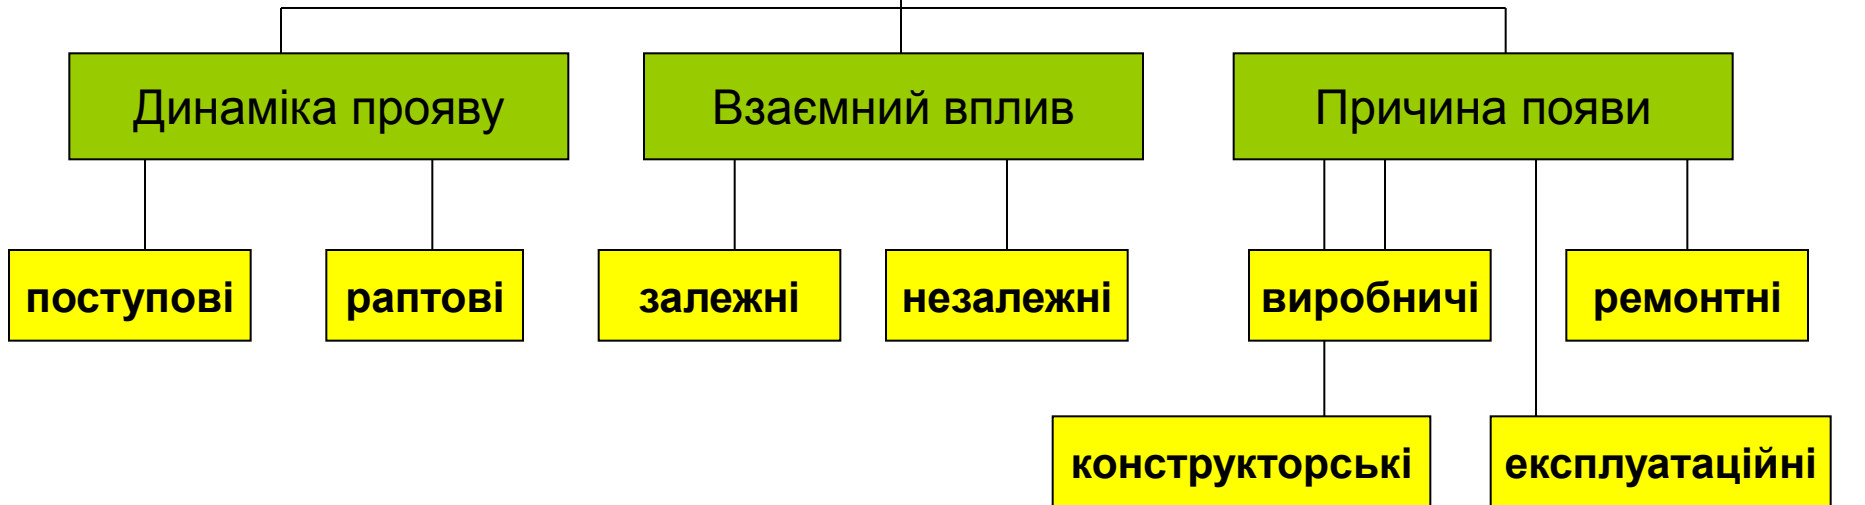 Динаміка прояву
Взаємний вплив
Причина появи
поступові
раптові
залежні
незалежні
виробничі
ремонтні
конструкторські
експлуатаційні